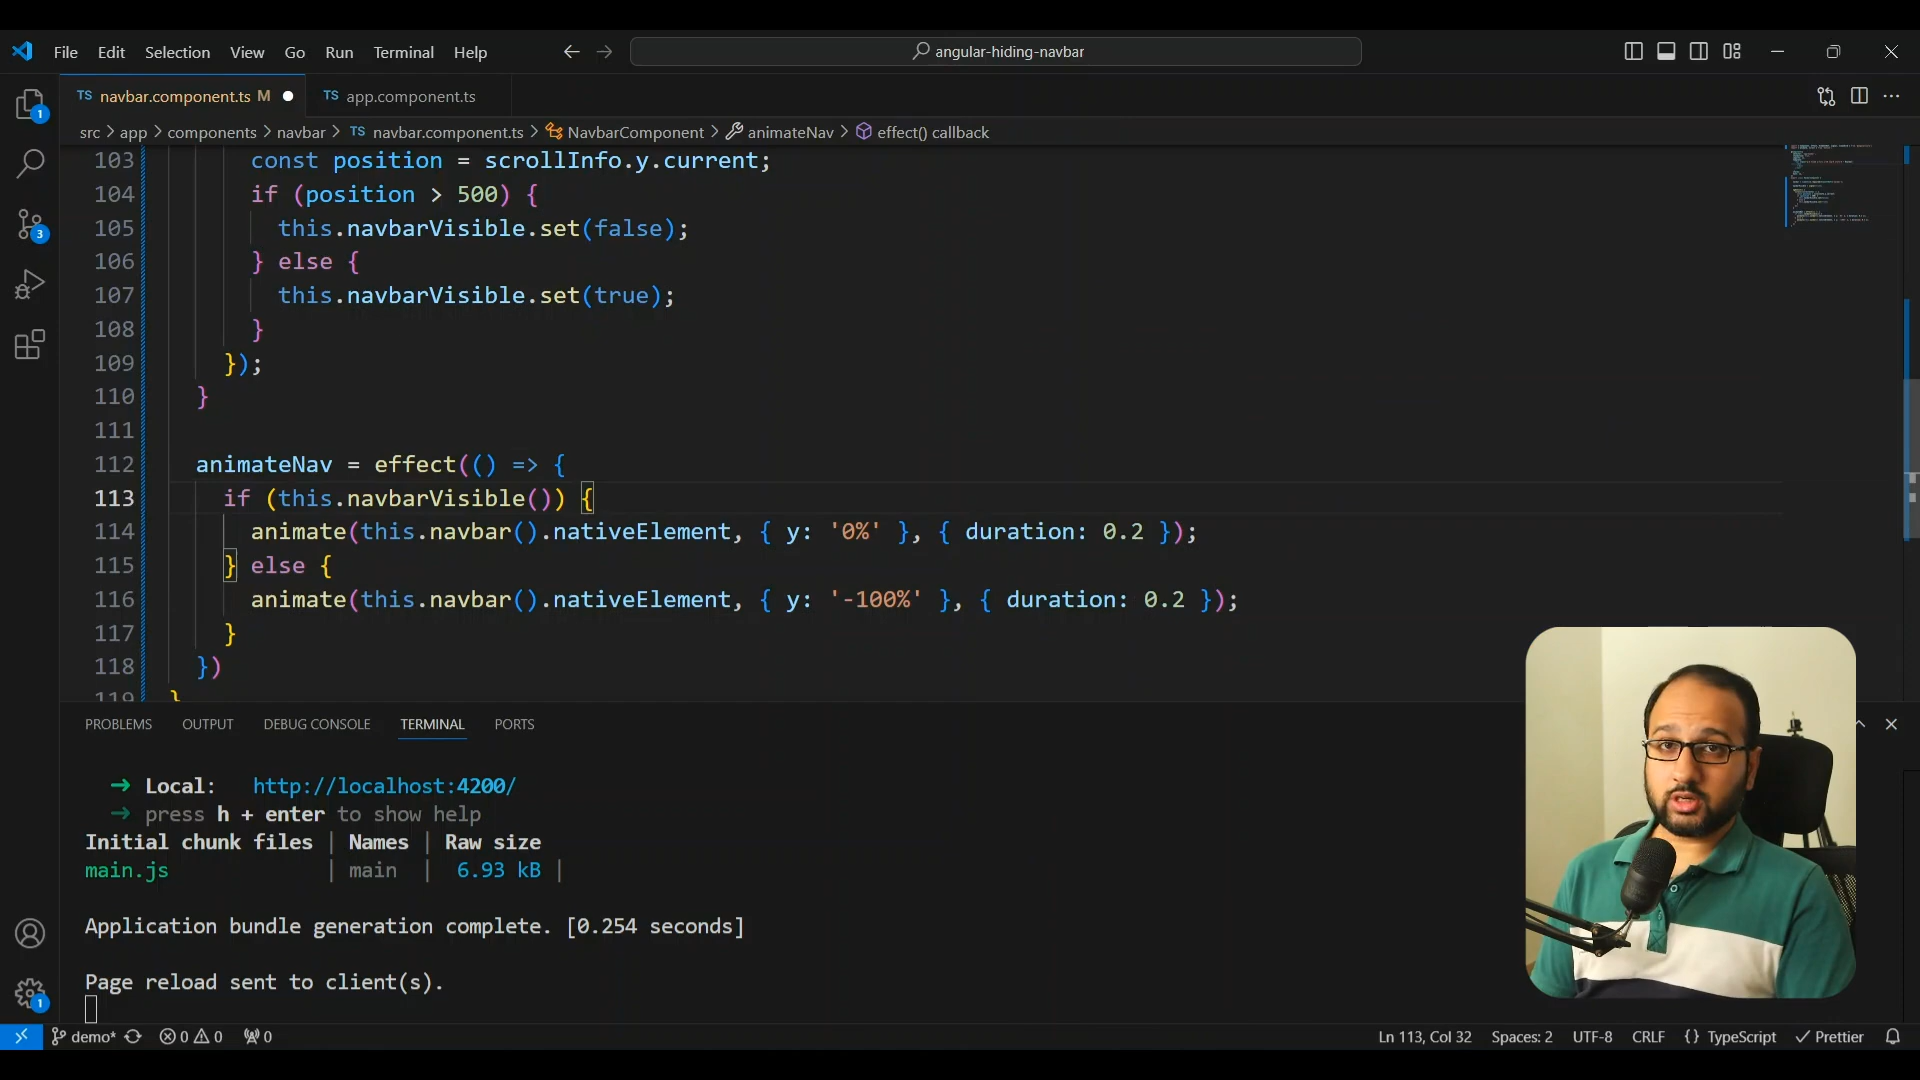 File Edit Selection View Go Run Terminal Help angular-hiding-navbar
TS navbar.component.ts M TS app.component.ts
src > app > components > navbar > TS navbar.component.ts > NavbarComponent > animateNav > effect() callback
103 const position = scrollInfo.y.current;
104 if (position > 500) {
105 this.navbarVisible.set(false);
106 } else {
107 this.navbarVisible.set(true);
108 }
109 });
110 }
111
112 animateNav = effect(() => {
113 if (this.navbarVisible()) {
114 animate(this.navbar().nativeElement, { y: '0%' }, { duration: 0.2 });
115 } else {
116 animate(this.navbar().nativeElement, { y: '-100%' }, { duration: 0.2 });
117 }
118 })
119 }
PROBLEMS OUTPUT DEBUG CONSOLE TERMINAL PORTS
➜ Local: http://localhost:4200/
➜ press h + enter to show help
Initial chunk files | Names | Raw size
main.js | main | 6.93 kB |
Application bundle generation complete. [0.254 seconds]
Page reload sent to client(s).
1
3
1
demo* 0 0 0 Ln 113, Col 32 Spaces: 2 UTF-8 CRLF {} TypeScript Prettier